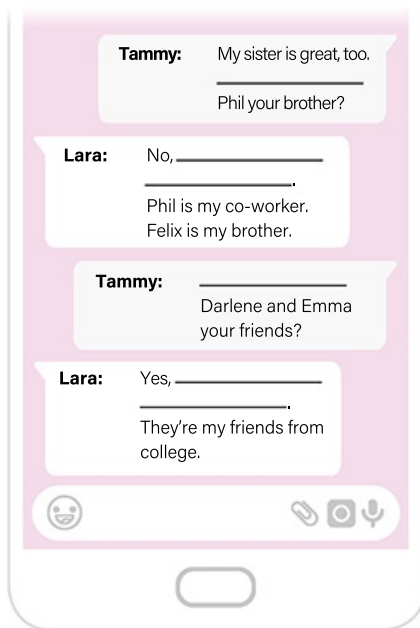 Tammy: My sister is great, too.
Phil your brother?
Lara: No,
.
Phil is my co-worker.
Felix is my brother.
Tammy:
Darlene and Emma
your friends?
Lara: Yes,
.
They're my friends from
college.